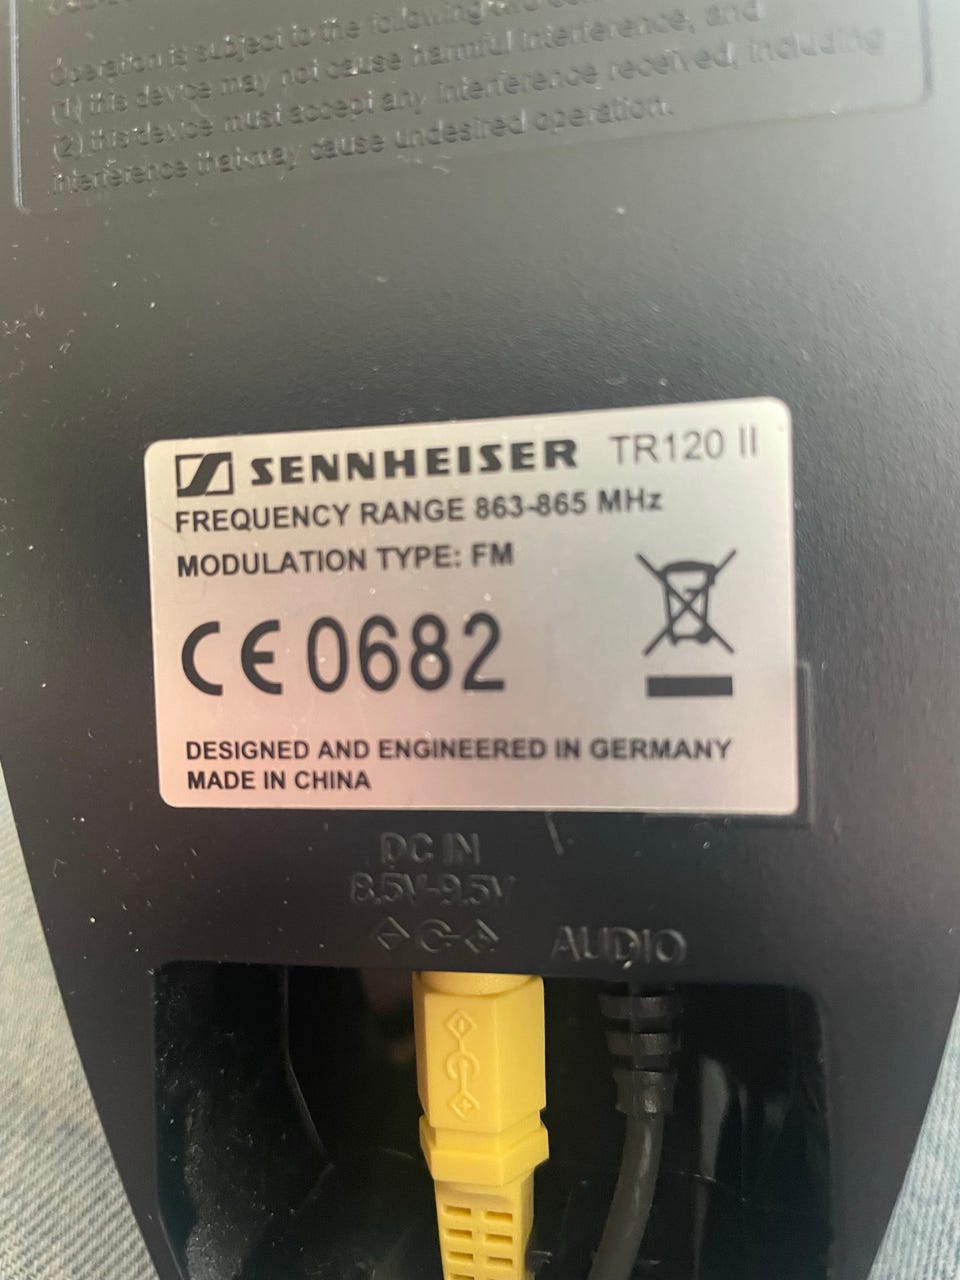 Operation is subject to the following two
(1) this device may not cause harmful interference, and
(2) this device must accept any interference received, including
interference that may cause undesired operation.
SENNHEISER TR120 II
FREQUENCY RANGE 863-865 MHz
MODULATION TYPE: FM
CE 0682
DESIGNED AND ENGINEERED IN GERMANY
MADE IN CHINA
DC IN
8.5V-9.5V
AUDIO